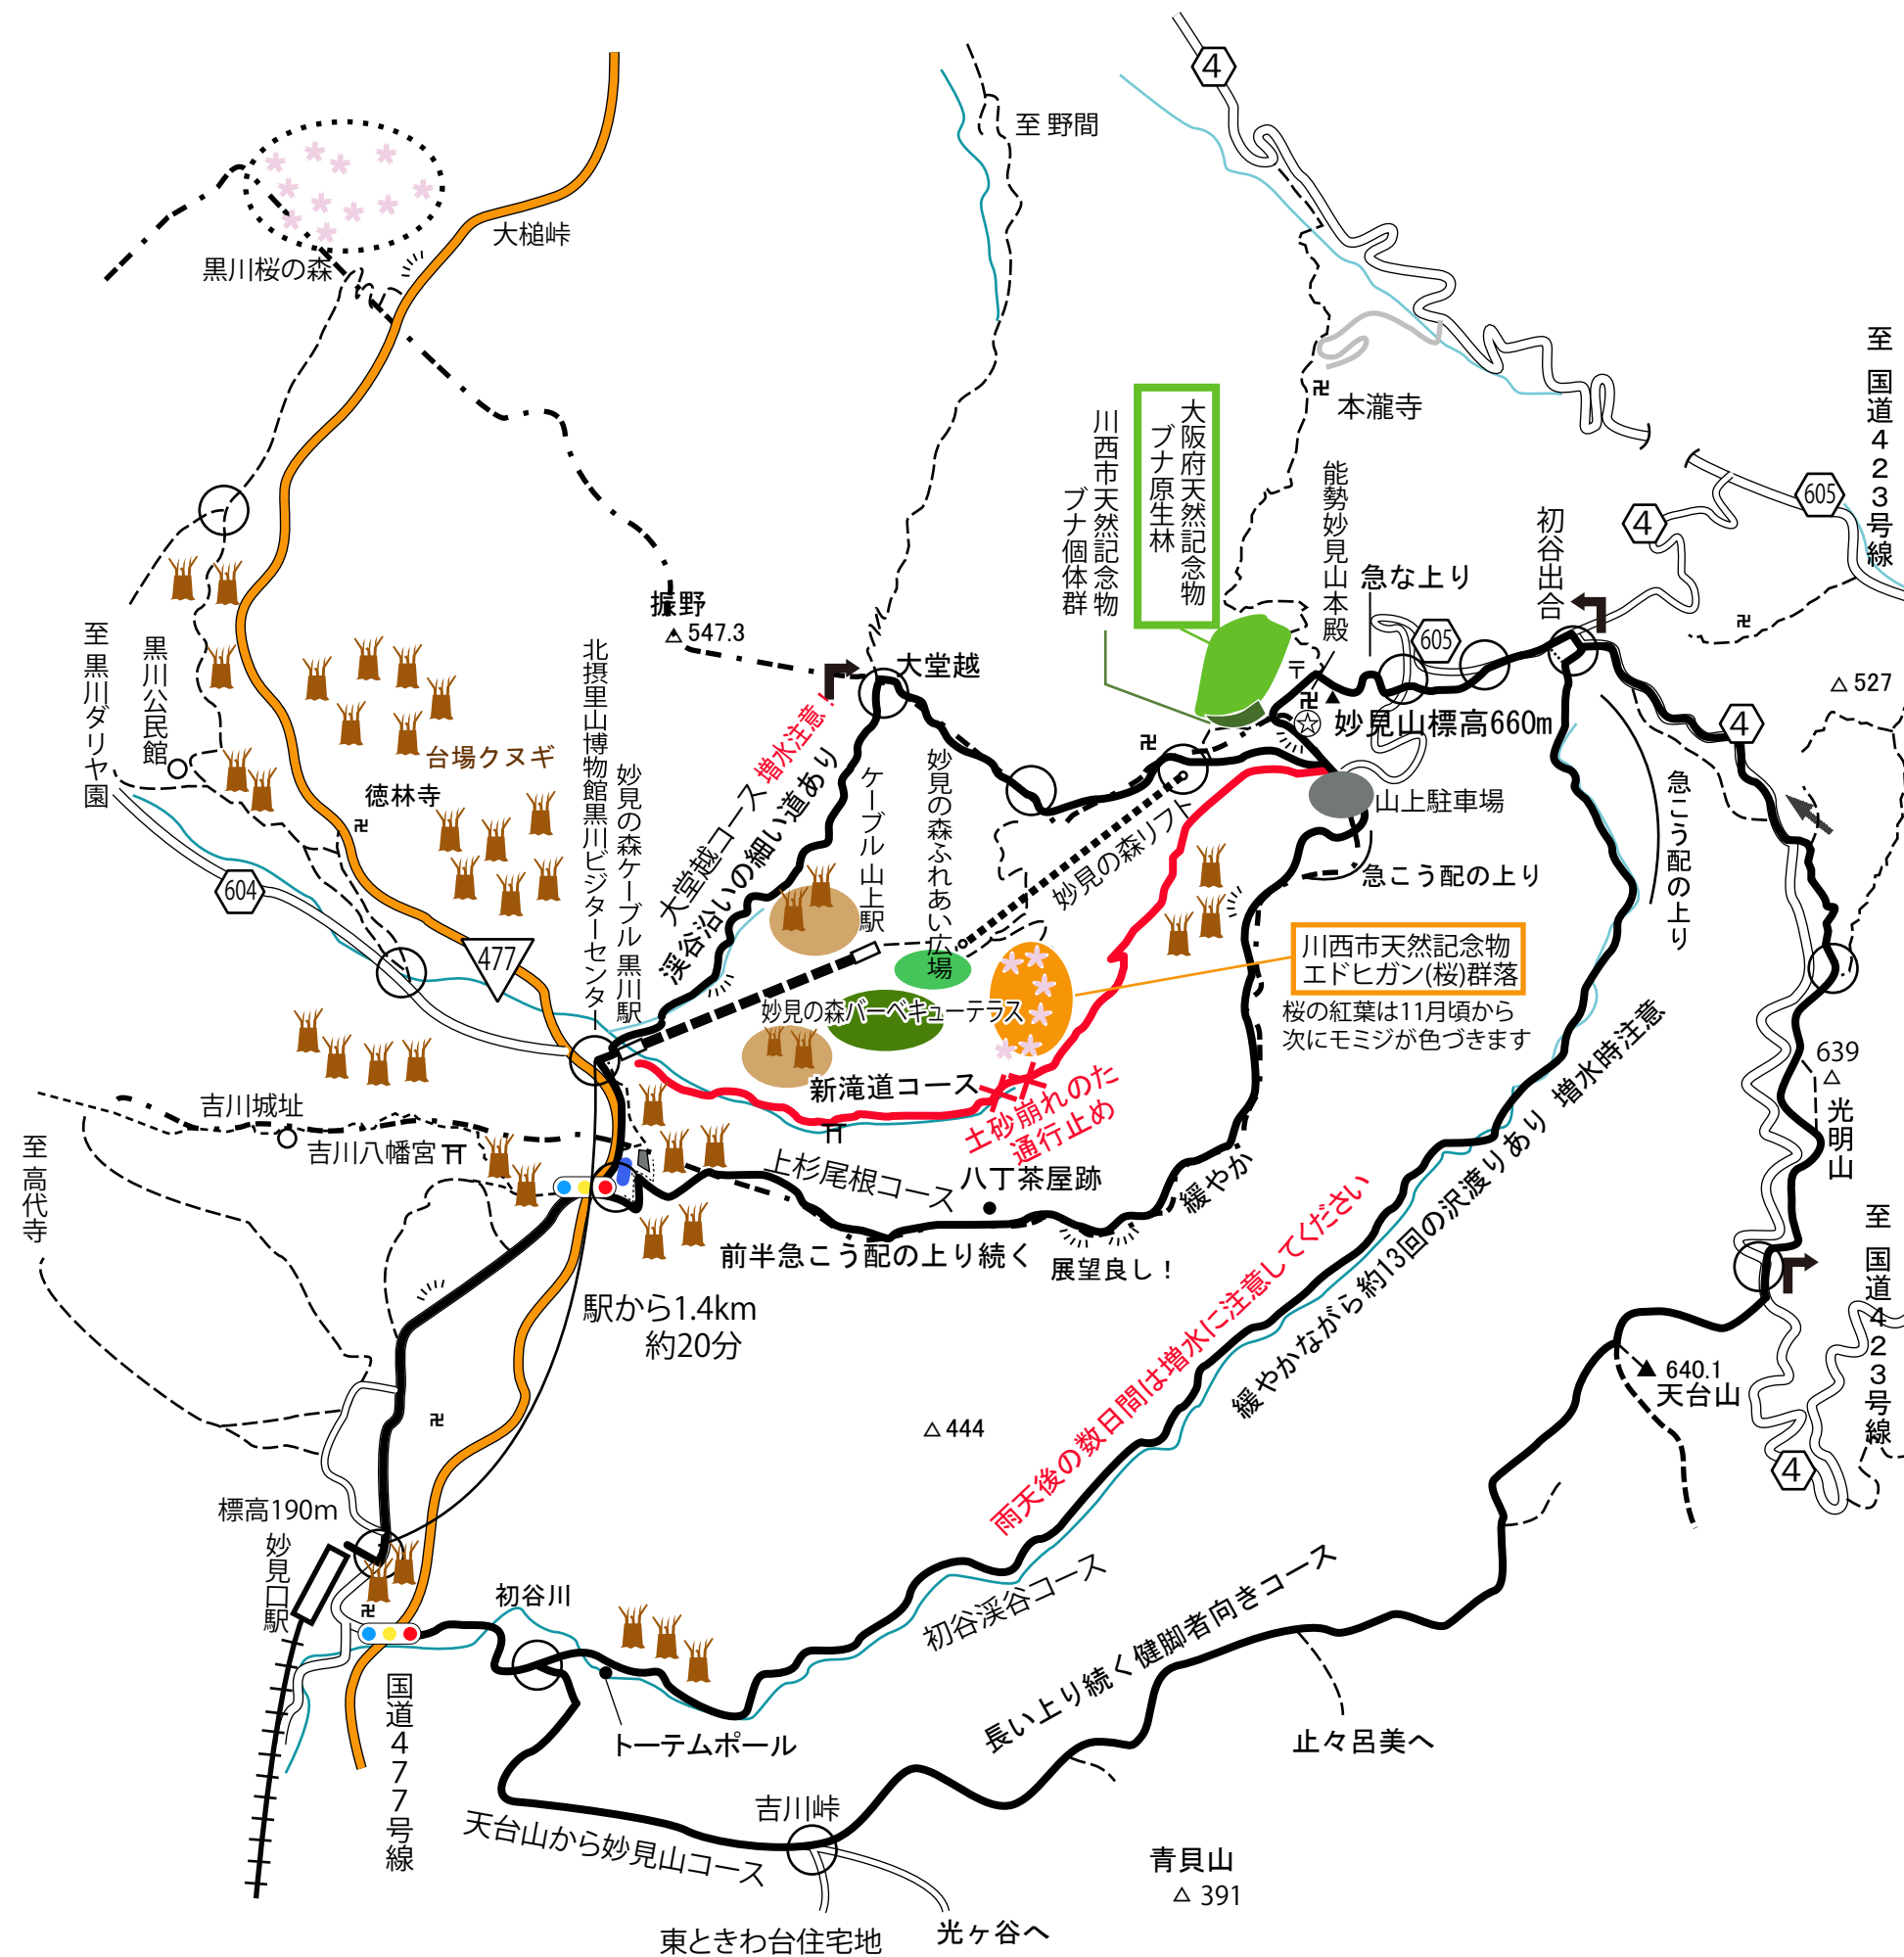 4
至 野間
大槌峠
黒川桜の森
至 国道423号線
本瀧寺
大阪府天然記念物
ブナ原生林
川西市天然記念物
ブナ個体群
能勢妙見山本殿
急な上り
初谷出合
605
4
605
振野
547.3
大堂越
527
至 黒川ダリヤ園
黒川公民館
北摂里山博物館黒川ビジターセンター
妙見の森ケーブル 黒川駅
台場クヌギ
徳林寺
604
477
大堂越コース 増水注意!
渓谷沿いの細い道あり
ケーブル 山上駅
妙見の森ふれあい広場
妙見の森リフト
〒
妙見山標高660m
山上駐車場
急こう配の上り
急こう配の上り
4
川西市天然記念物
エドヒガン(桜)群落
桜の紅葉は11月頃から
次にモミジが色づきます
妙見の森バーベキューテラス
新滝道コース
土砂崩れのた
通行止め
639
光明山
吉川城址
吉川八幡宮
至 高代寺
上杉尾根コース
八丁茶屋跡
緩やか
前半急こう配の上り続く
展望良し！
駅から1.4km
約20分
雨天後の数日間は増水に注意してください
緩やかながら約13回の沢渡りあり 増水時注意
至 国道423号線
640.1
天台山
4
444
標高190m
妙見口駅
初谷川
初谷渓谷コース
長い上り続く健脚者向きコース
トーテムポール
止々呂美へ
国道477号線
吉川峠
天台山から妙見山コース
青貝山
391
東ときわ台住宅地
光ヶ谷へ